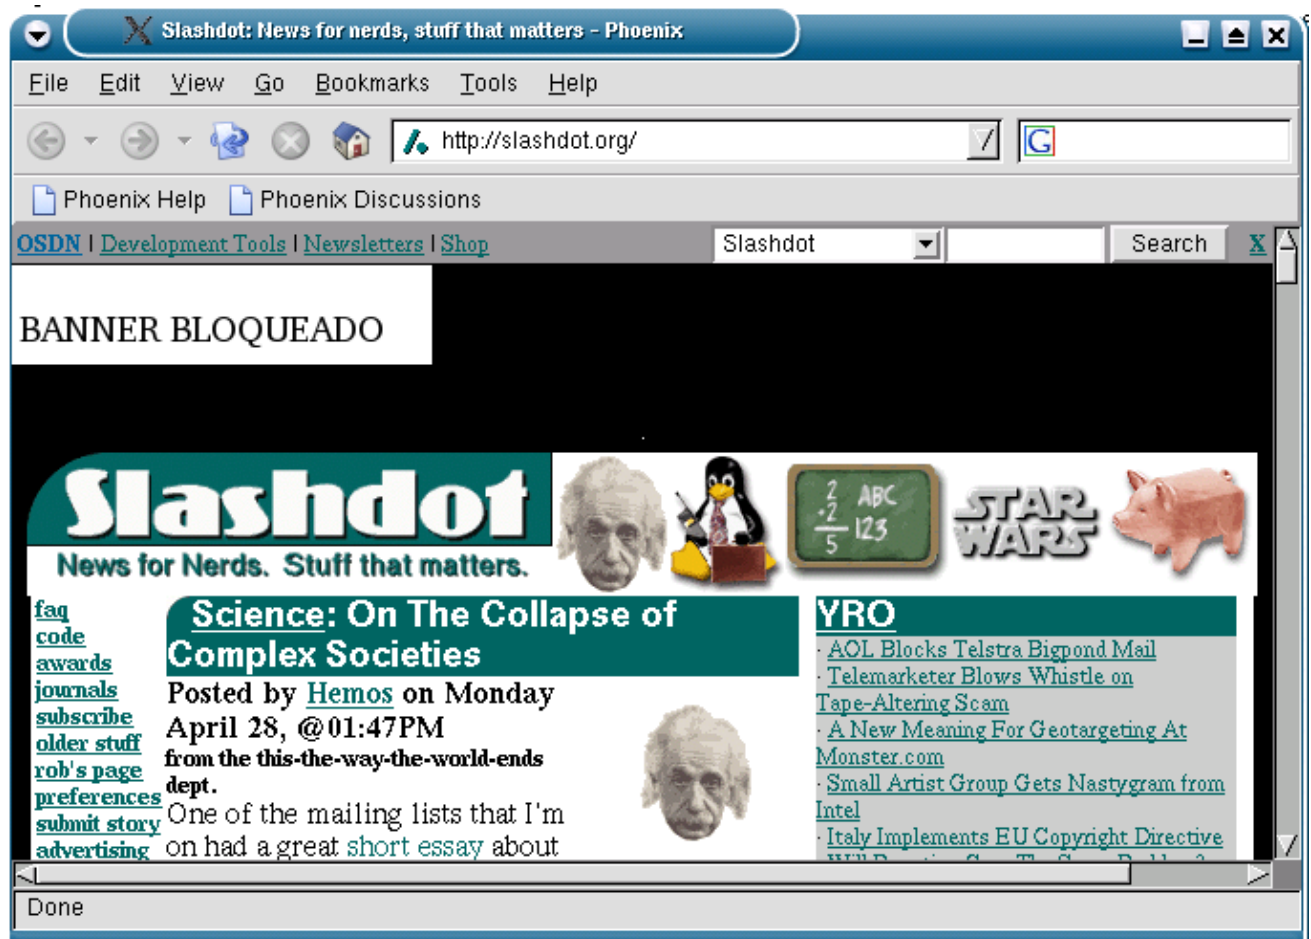 Slashdot: News for nerds, stuff that matters - Phoenix
File Edit View Go Bookmarks Tools Help
http://slashdot.org/ G
Phoenix Help Phoenix Discussions
OSDN | Development Tools | Newsletters | Shop Slashdot Search X
BANNER BLOQUEADO
Slashdot
News for Nerds. Stuff that matters.
2 ABC
+2 123
5
STAR
WARS
faq
code
awards
journals
subscribe
older stuff
rob's page
preferences
submit story
advertising
Science: On The Collapse of
Complex Societies
Posted by Hemos on Monday
April 28, @01:47PM
from the this-the-way-the-world-ends
dept.
One of the mailing lists that I'm
on had a great short essay about
YRO
· AOL Blocks Telstra Bigpond Mail
· Telemarketer Blows Whistle on
Tape-Altering Scam
· A New Meaning For Geotargeting At
Monster.com
· Small Artist Group Gets Nastygram from
Intel
· Italy Implements EU Copyright Directive
Done